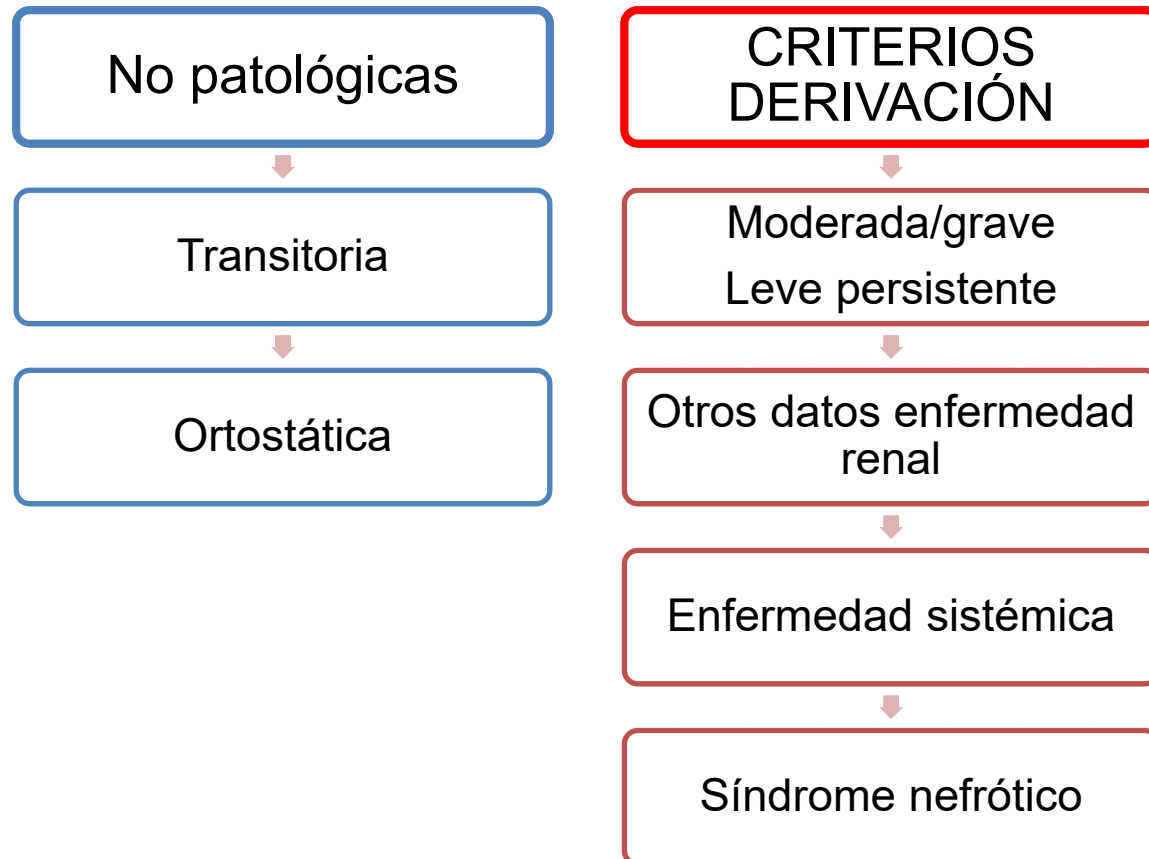 No patológicas
Transitoria
Ortostática
CRITERIOS
DERIVACIÓN
Moderada/grave
Leve persistente
Otros datos enfermedad
renal
Enfermedad sistémica
Síndrome nefrótico